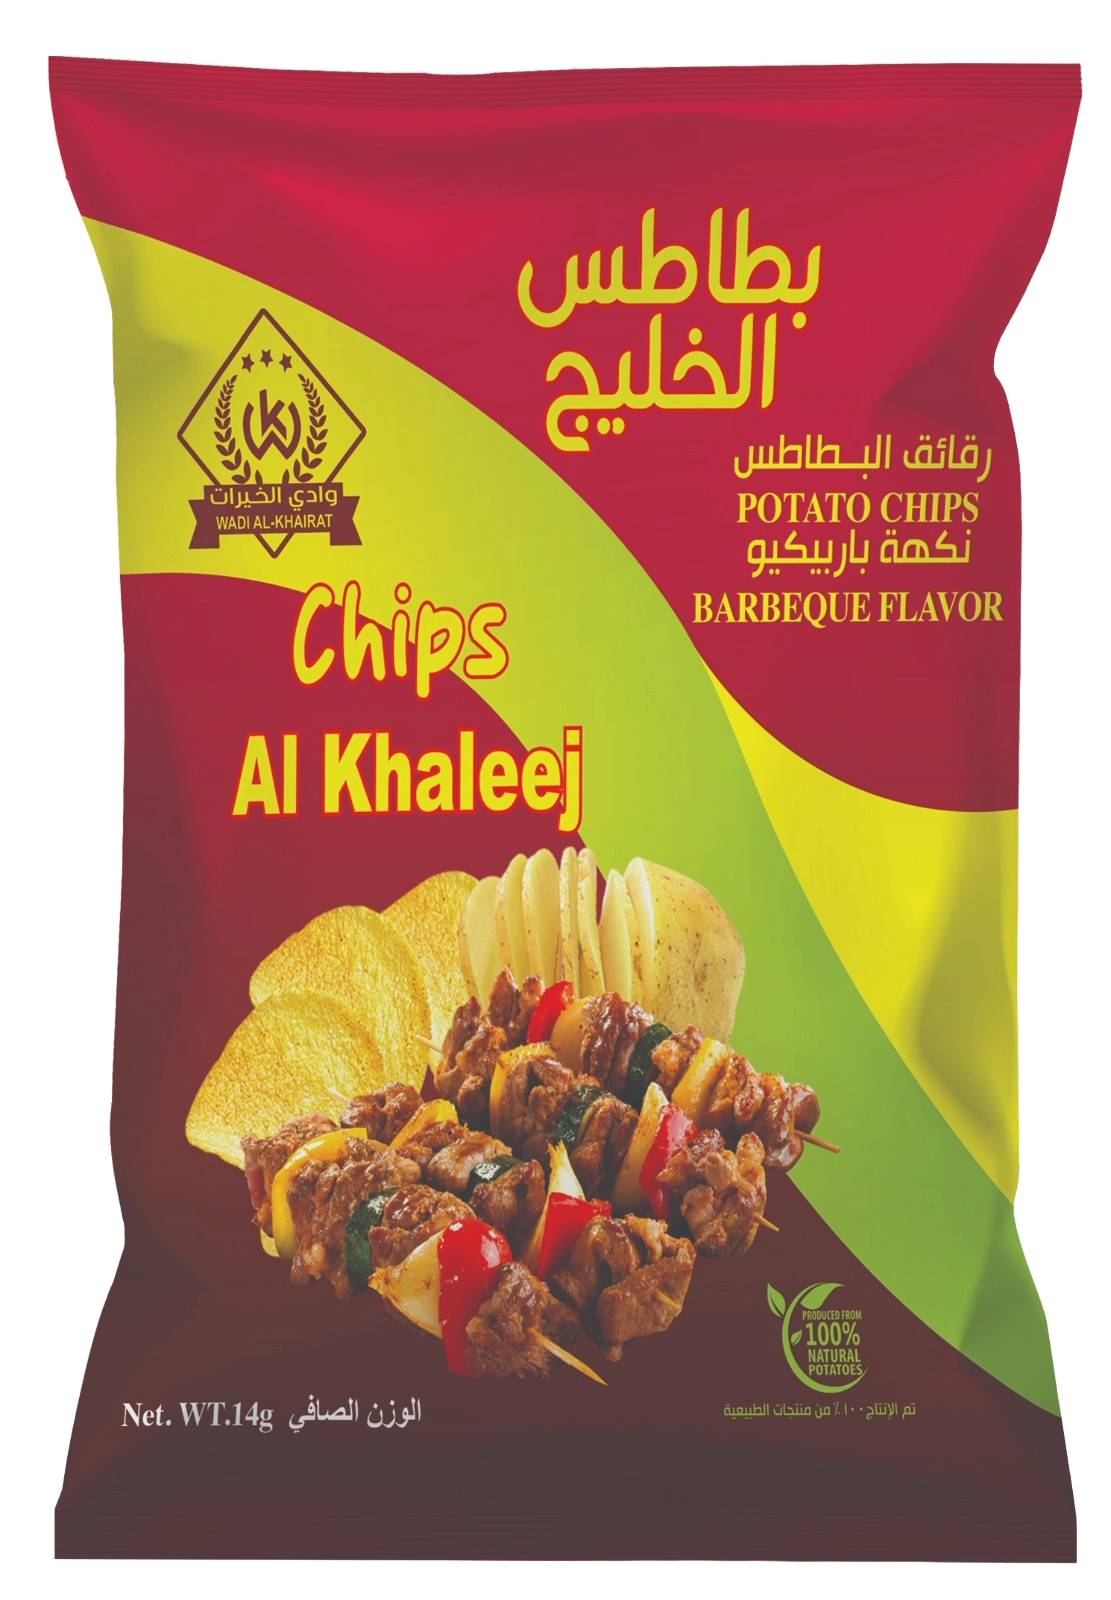 بطاطس
الخليج
رقائق البطاطس
POTATO CHIPS
نكهة باربيكيو
BARBEQUE FLAVOR
KW
وادي الخيرات
WADI AL-KHAIRAT
Chips
Al Khaleej
PRODUCED FROM
100%
NATURAL
POTATOES
تم الإنتاج ١٠٠٪ من منتجات الطبيعية
Net. WT.14g الوزن الصافي